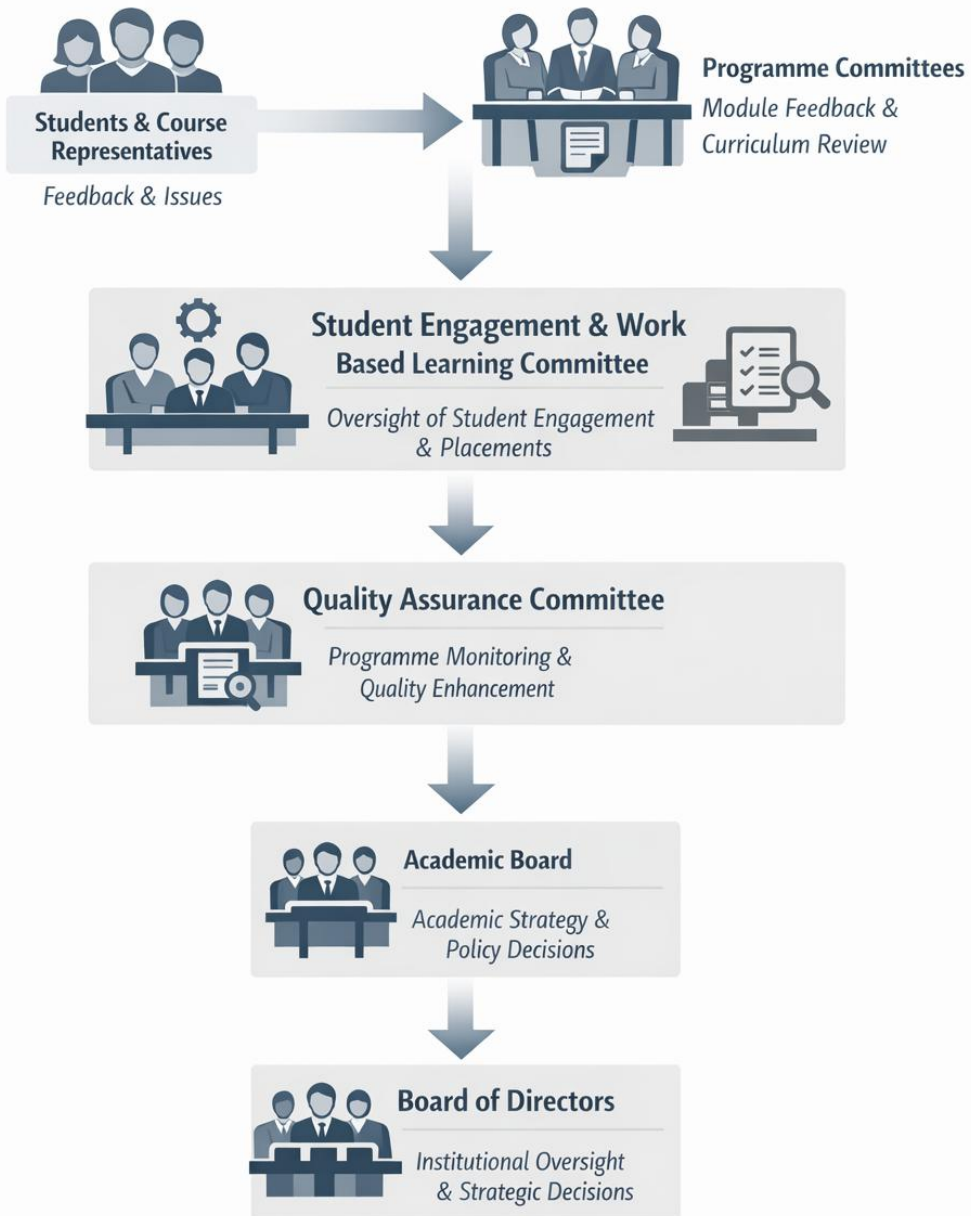 Students & Course
Representatives
Feedback & Issues
Programme Committees
Module Feedback &
Curriculum Review
Student Engagement & Work
Based Learning Committee
Oversight of Student Engagement
& Placements
Quality Assurance Committee
Programme Monitoring &
Quality Enhancement
Academic Board
Academic Strategy &
Policy Decisions
Board of Directors
Institutional Oversight
& Strategic Decisions